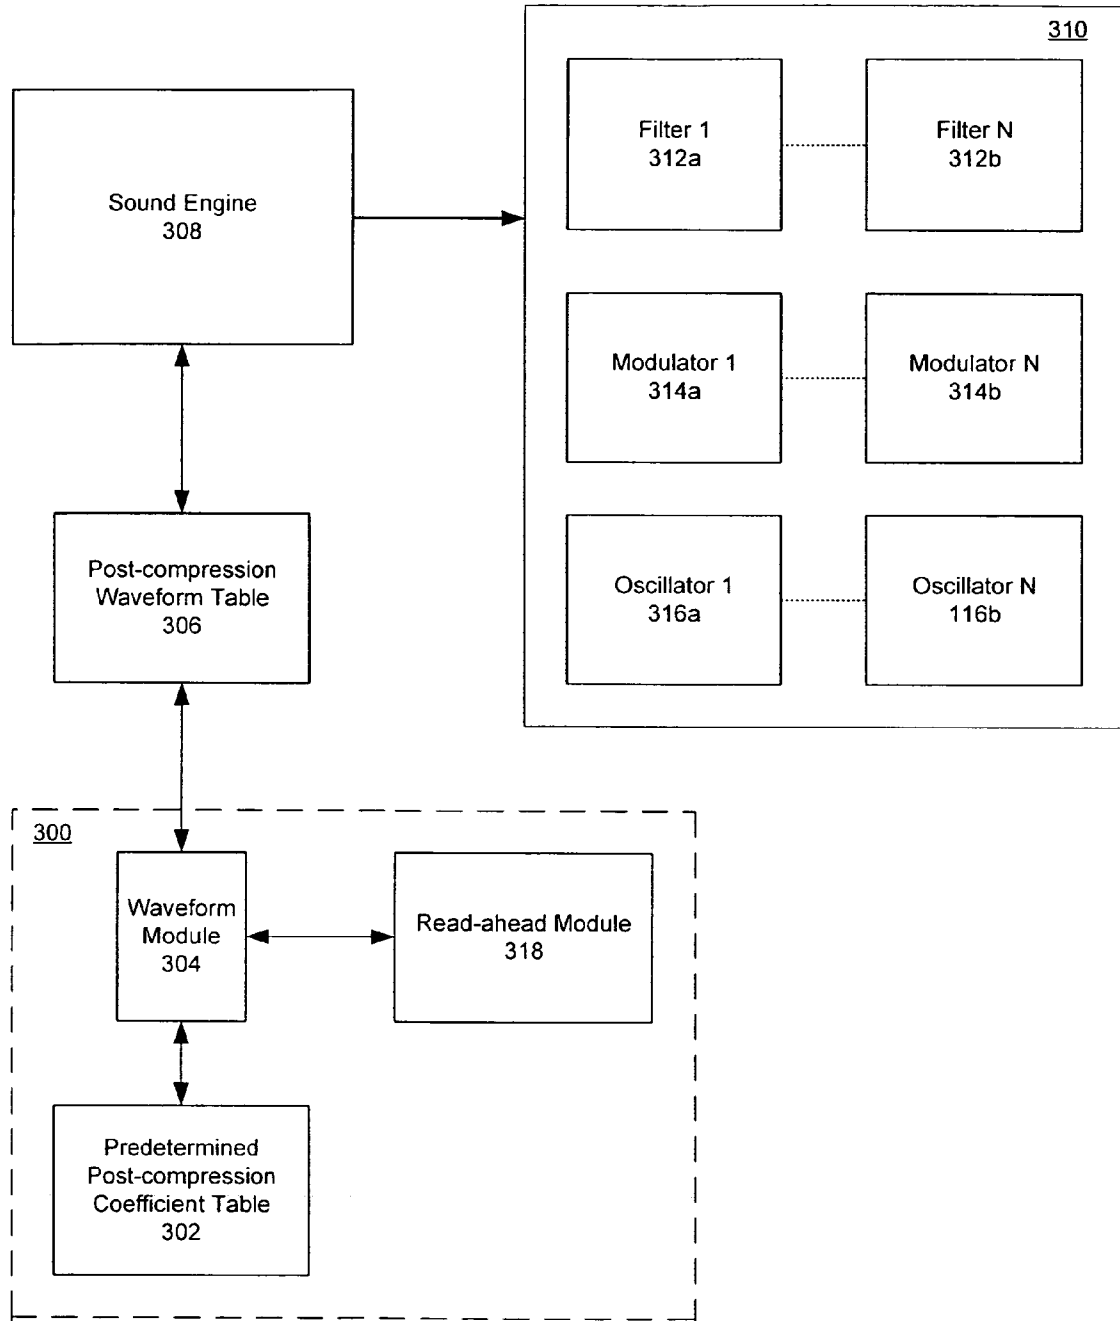 310
Filter 1
312a
Filter N
312b
Sound Engine
308
Modulator 1
314a
Modulator N
314b
Post-compression
Waveform Table
306
Oscillator 1
316a
Oscillator N
116b
300
Waveform
Module
304
Read-ahead Module
318
Predetermined
Post-compression
Coefficient Table
302